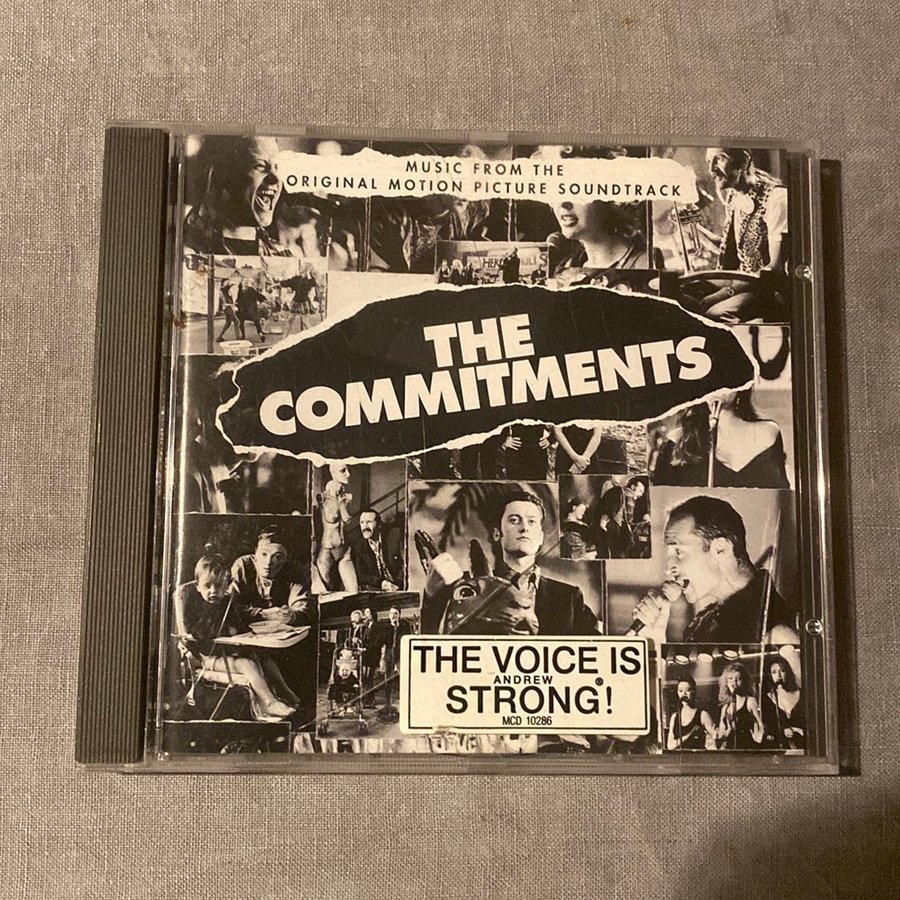 MUSIC FROM THE
ORIGINAL MOTION PICTURE SOUNDTRACK
THE
COMMITMENTS
THE VOICE IS
ANDREW
STRONG!
MCD 10286